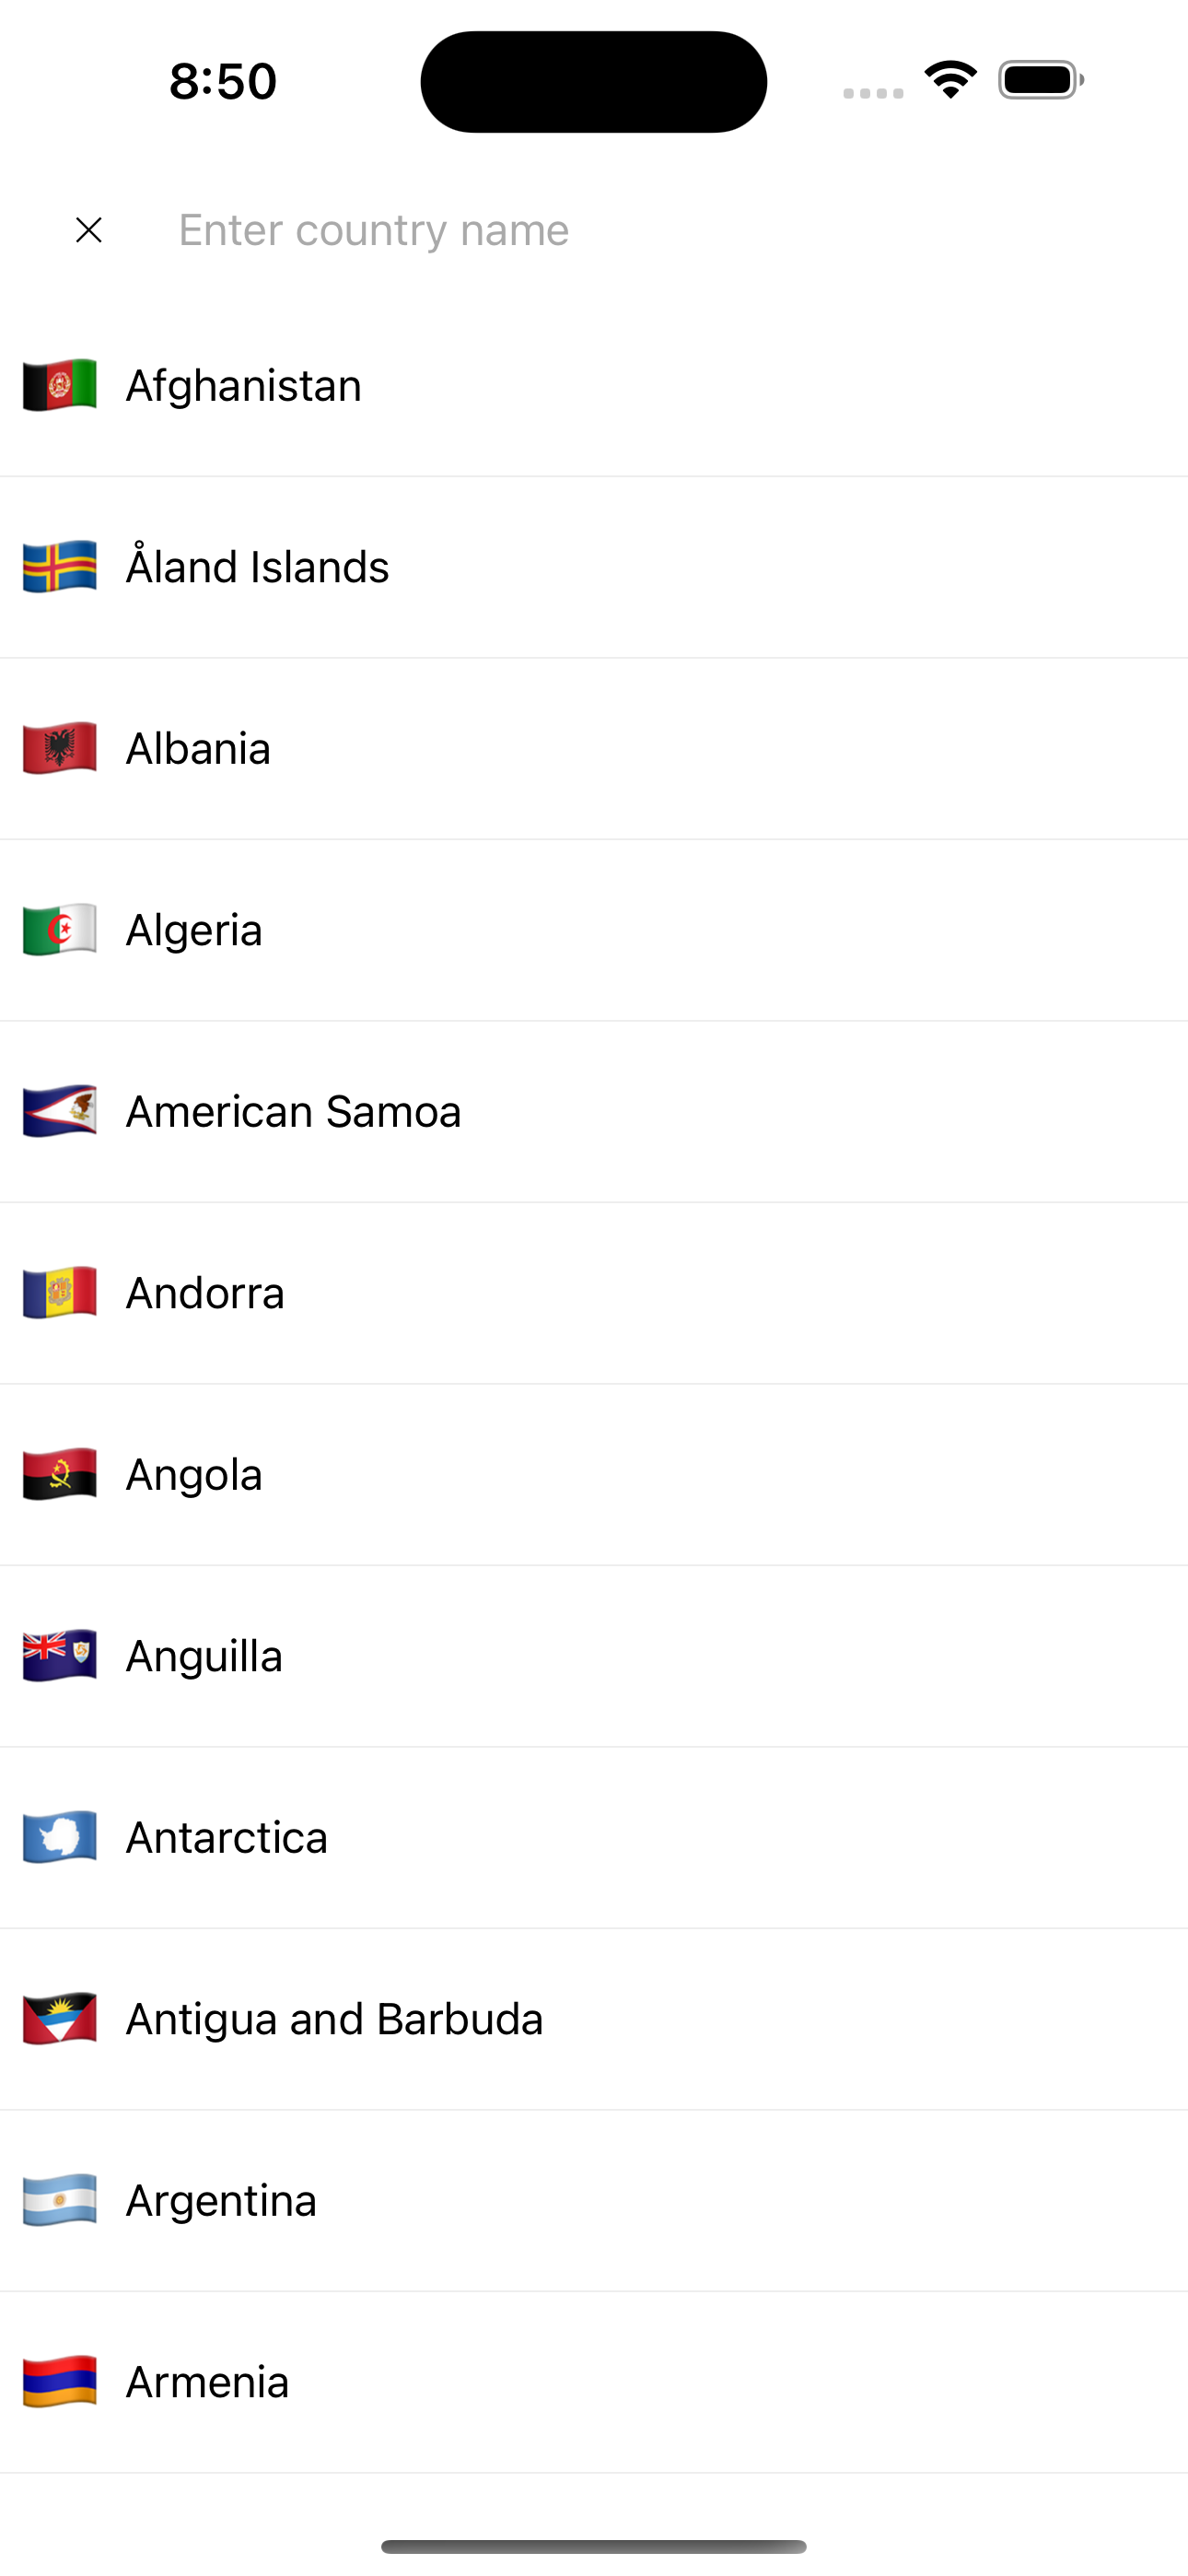 8:50
Enter country name
Afghanistan
Åland Islands
Albania
Algeria
American Samoa
Andorra
Angola
Anguilla
Antarctica
Antigua and Barbuda
Argentina
Armenia